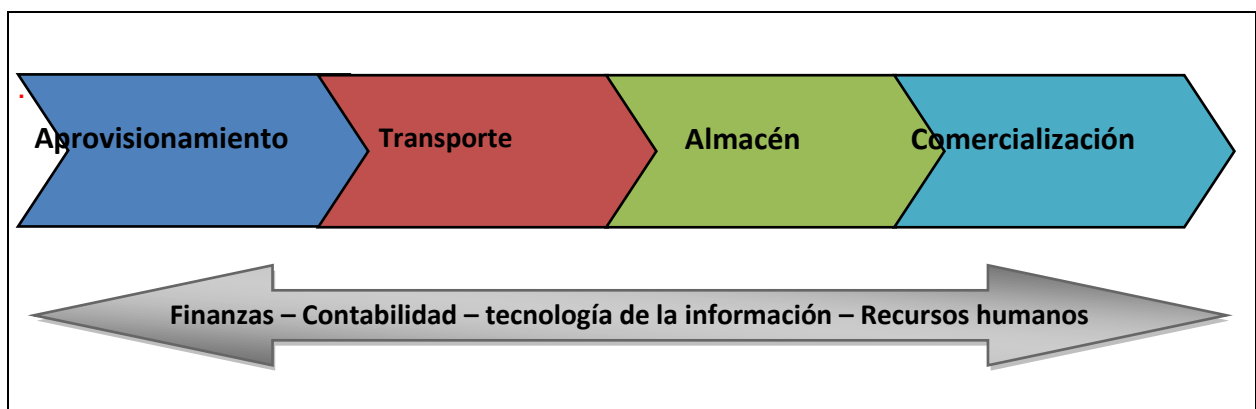 Aprovisionamiento Transporte Almacén Comercialización
Finanzas – Contabilidad – tecnología de la información – Recursos humanos